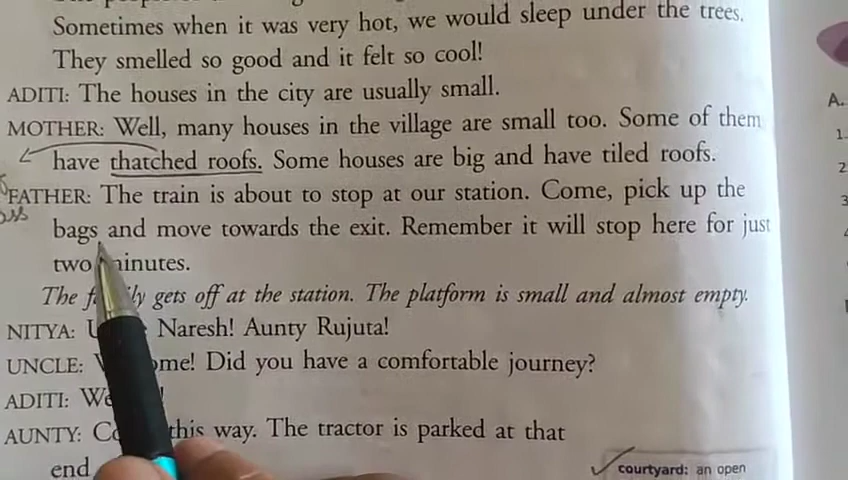 Sometimes when it was very hot, we would sleep under the trees.
They smelled so good and it felt so cool!
ADITI: The houses in the city are usually small.
MOTHER: Well, many houses in the village are small too. Some of them
have thatched roofs. Some houses are big and have tiled roofs.
FATHER: The train is about to stop at our station. Come, pick up the
bags and move towards the exit. Remember it will stop here for just
two minutes.
The family gets off at the station. The platform is small and almost empty.
NITYA: Naresh! Aunty Rujuta!
UNCLE: Did you have a comfortable journey?
ADITI:
AUNTY: this way. The tractor is parked at that
end
courtyard: an open
A.
1.
2
3